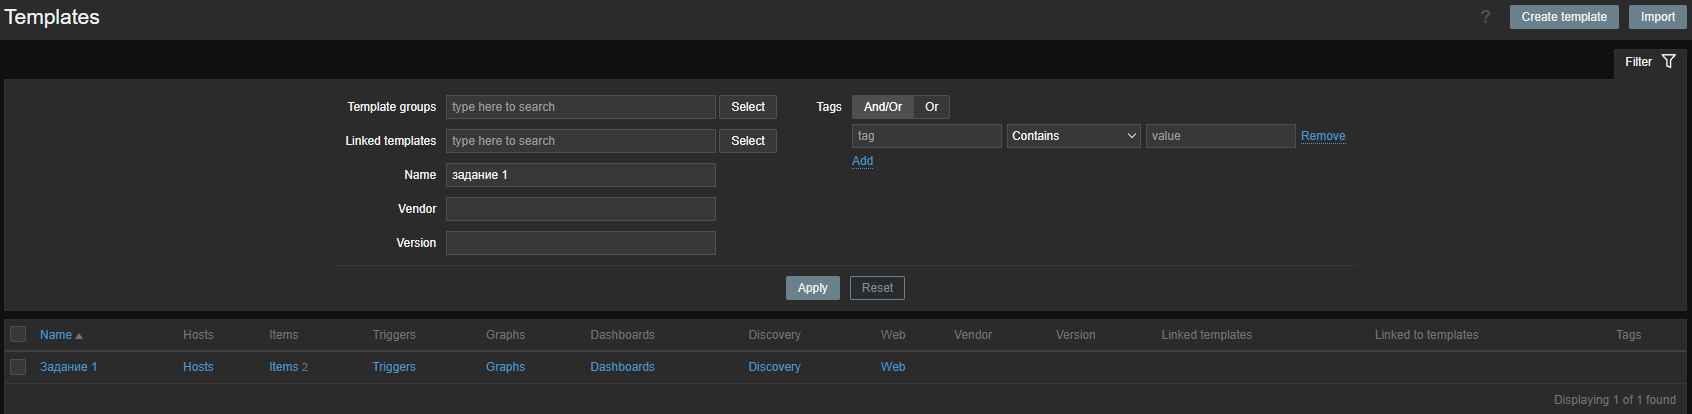 Templates ? Create template Import
Filter
Template groups type here to search Select Tags And/Or Or
Linked templates type here to search Select tag Contains value Remove
Add
Name задание 1
Vendor
Version
Apply Reset
Name Hosts Items Triggers Graphs Dashboards Discovery Web Vendor Version Linked templates Linked to templates Tags
Задание 1 Hosts Items 2 Triggers Graphs Dashboards Discovery Web
Displaying 1 of 1 found